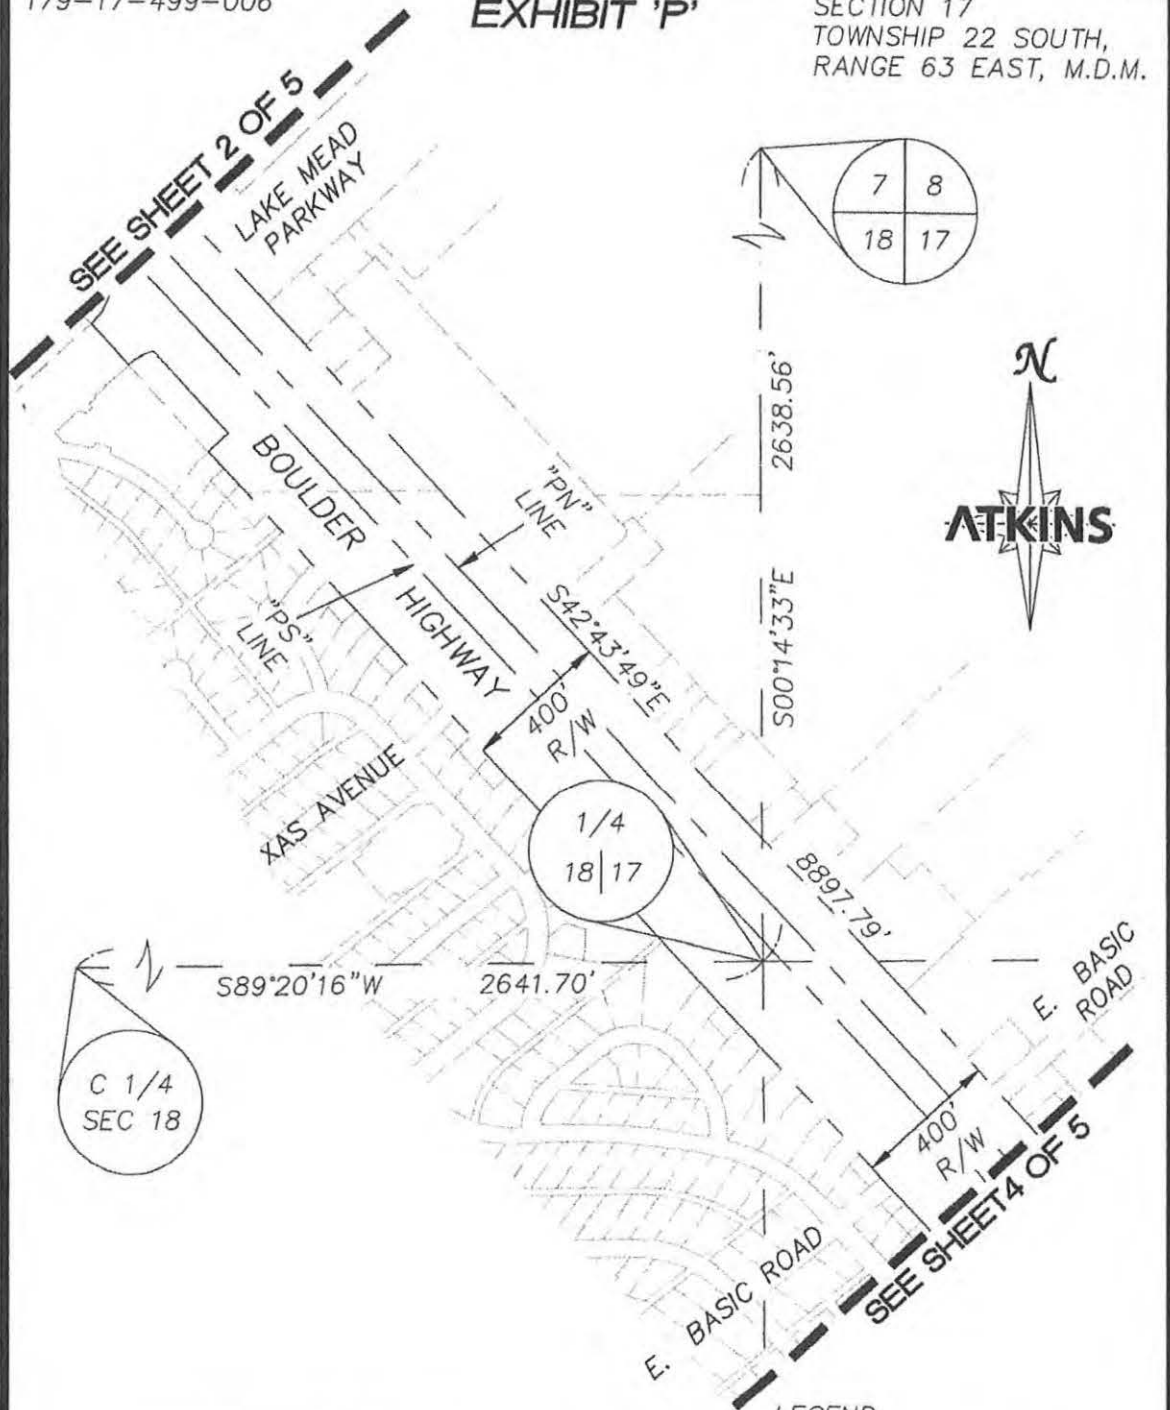 179-17-499-006
EXHIBIT 'P'
SECTION 17
TOWNSHIP 22 SOUTH,
RANGE 63 EAST, M.D.M.
SEE SHEET 2 OF 5
LAKE MEAD
PARKWAY
7 8
18 17
N
ATKINS
2638.56'
S00°14'33"E
BOULDER
HIGHWAY
"PN"
LINE
"PS"
LINE
S42°43'49"E
400'
R/W
XAS AVENUE
1/4
18 17
8897.79'
S89°20'16"W 2641.70'
C 1/4
SEC 18
E. BASIC
ROAD
400'
R/W
SEE SHEET 4 OF 5
E. BASIC ROAD
LEGEND